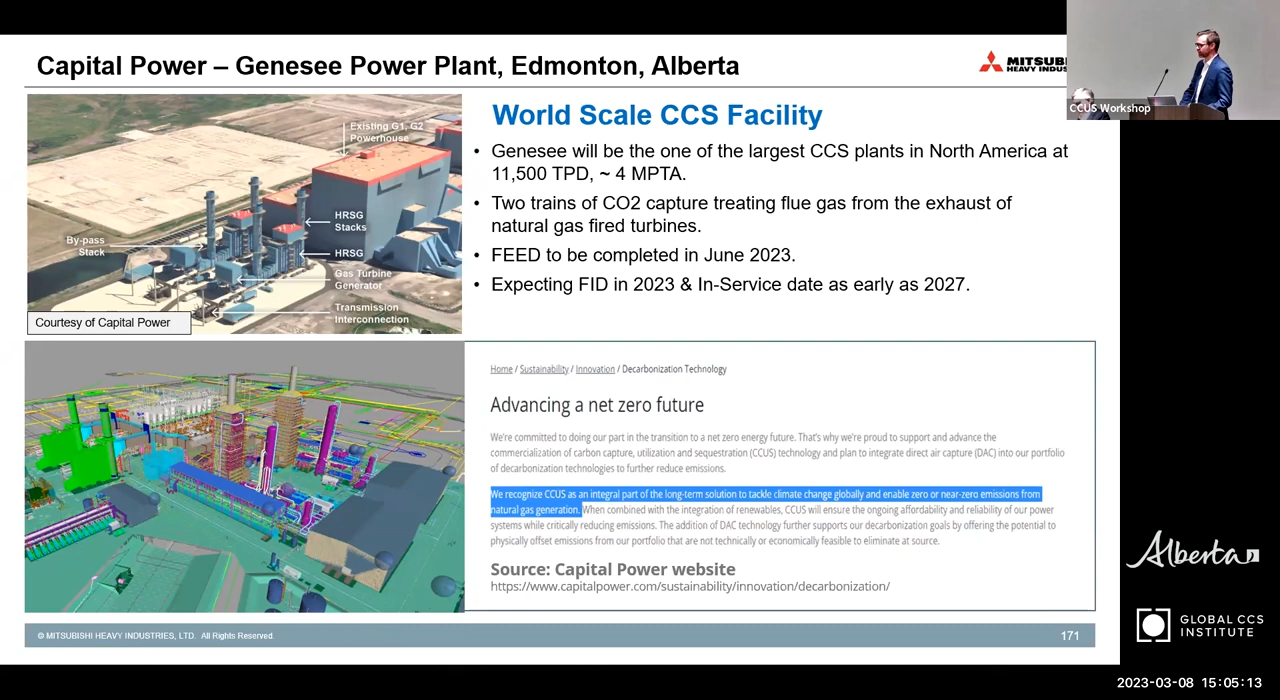 Capital Power – Genesee Power Plant, Edmonton, Alberta
MITSUBI
HEAVY INDUS
CCUS Workshop
Existing G1, G2
Powerhouse
HRSG
Stacks
By-pass
Stack
HRSG
Gas Turbine
Generator
Transmission
Interconnection
Courtesy of Capital Power
World Scale CCS Facility
• Genesee will be the one of the largest CCS plants in North America at
11,500 TPD, ~ 4 MPTA.
• Two trains of CO2 capture treating flue gas from the exhaust of
natural gas fired turbines.
• FEED to be completed in June 2023.
• Expecting FID in 2023 & In-Service date as early as 2027.
Home / Sustainability / Innovation / Decarbonization Technology
Advancing a net zero future
We're committed to doing our part in the transition to a net zero energy future. That's why we're proud to support and advance the
commercialization of carbon capture, utilization and sequestration (CCUS) technology and plan to integrate direct air capture (DAC) into our portfolio
of decarbonization technologies to further reduce emissions.
We recognize CCUS as an integral part of the long-term solution to tackle climate change globally and enable zero or near-zero emissions from
natural gas generation. When combined with the integration of renewables, CCUS will ensure the ongoing affordability and reliability of our power
systems while critically reducing emissions. The addition of DAC technology further supports our decarbonization goals by offering the potential to
physically offset emissions from our portfolio that are not technically or economically feasible to eliminate at source.
Source: Capital Power website
https://www.capitalpower.com/sustainability/innovation/decarbonization/
© MITSUBISHI HEAVY INDUSTRIES, LTD. All Rights Reserved.
171
Alberta
GLOBAL CCS
INSTITUTE
2023-03-08 15:05:13